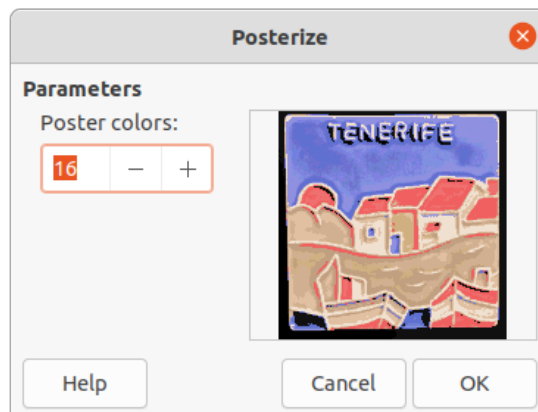 Posterize
Parameters
Poster colors:
16
TENERIFE
Help
Cancel
OK